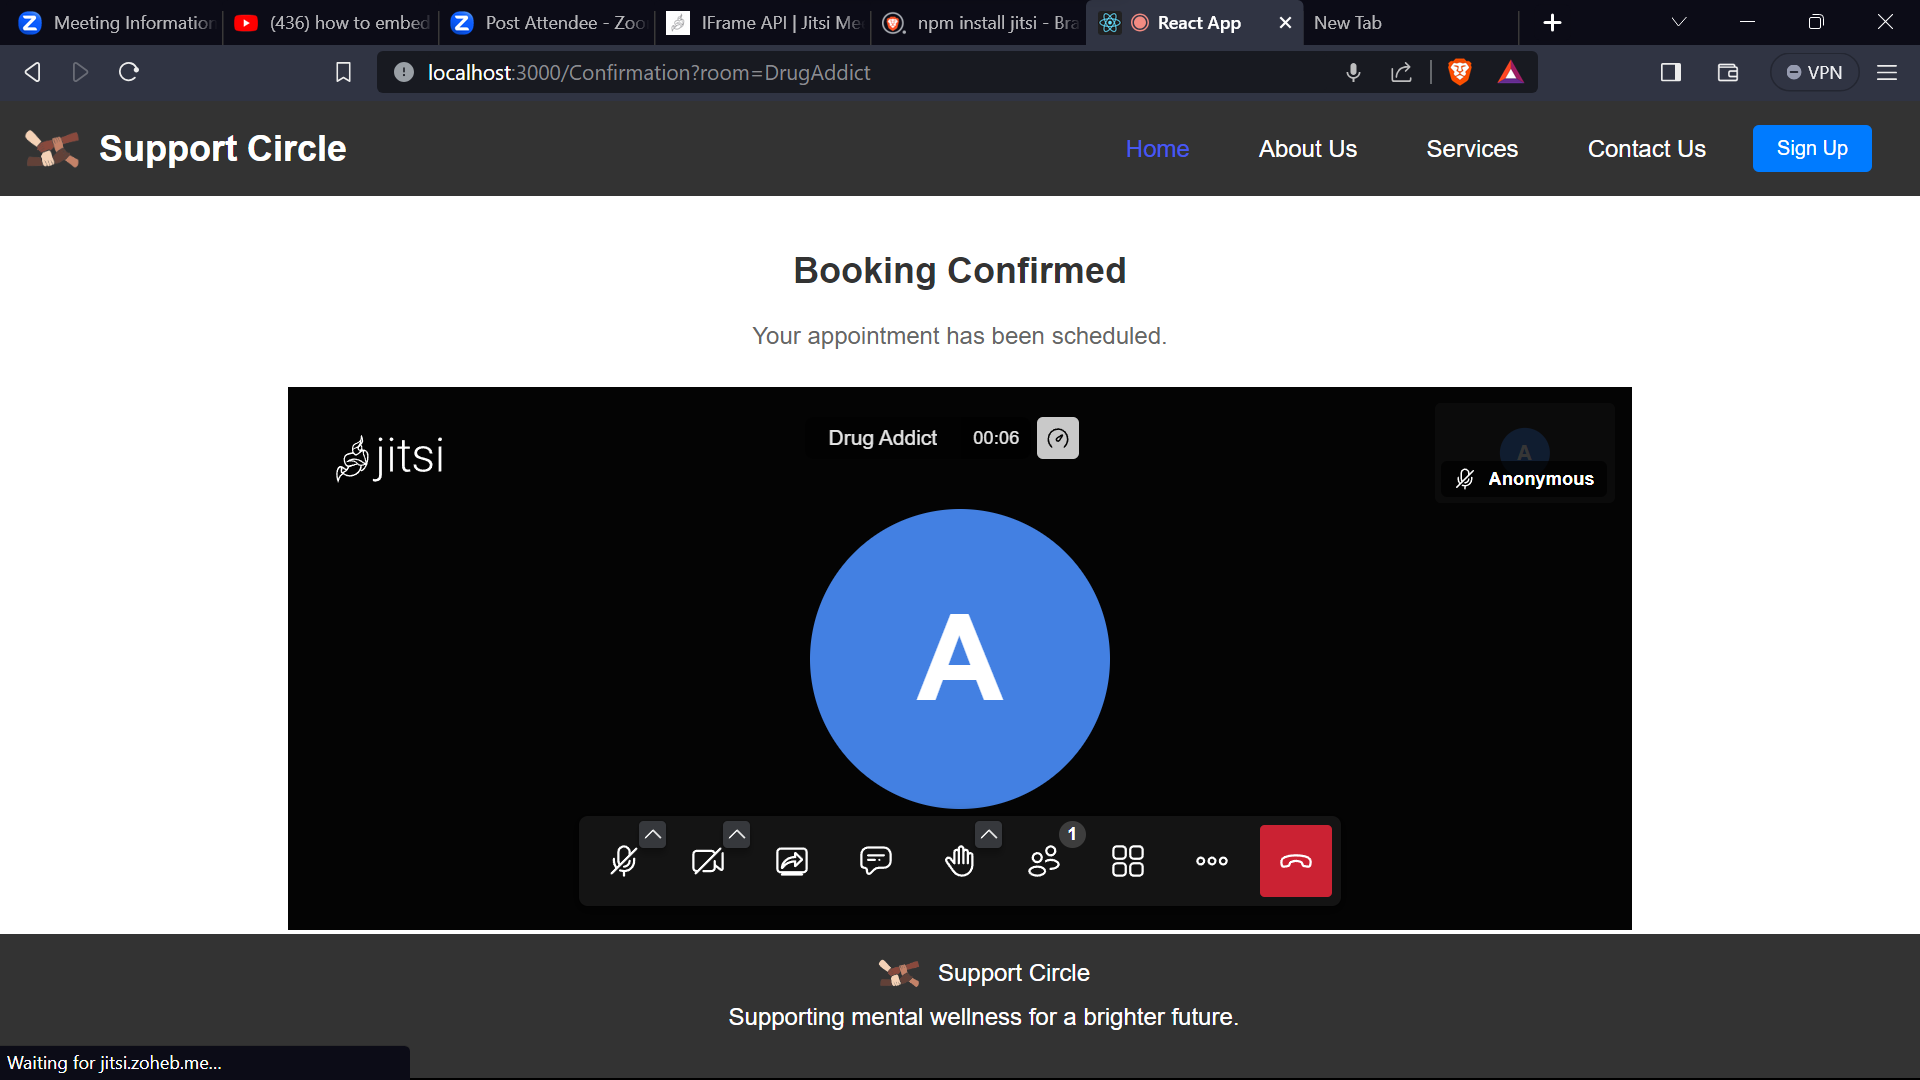 Meeting Information
(436) how to embed
Post Attendee - Zoo
IFrame API | Jitsi Me
npm install jitsi - Bra
React App
New Tab
localhost:3000/Confirmation?room=DrugAddict
VPN
Support Circle
Home
About Us
Services
Contact Us
Sign Up
Booking Confirmed
Your appointment has been scheduled.
jitsi
Drug Addict
00:06
A
Anonymous
A
1
Support Circle
Supporting mental wellness for a brighter future.
Waiting for jitsi.zoheb.me...